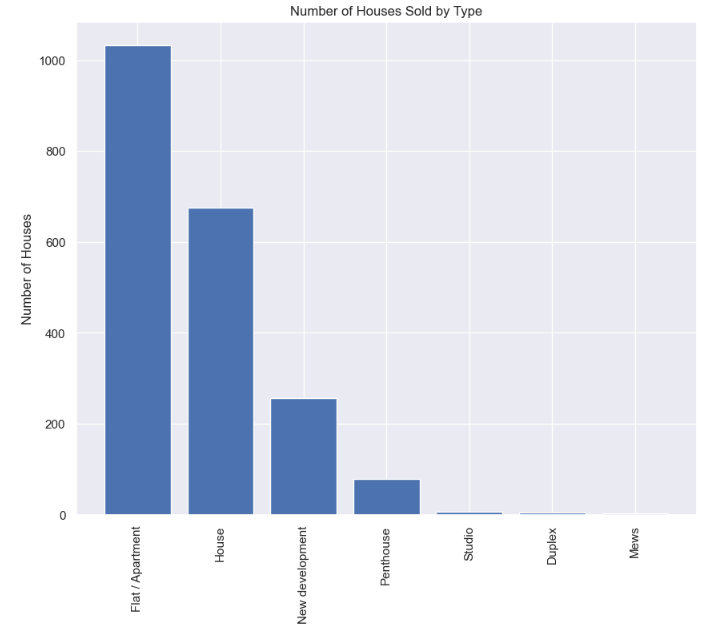 Number of Houses Sold by Type
1000
800
600
400
200
0
Number of Houses
Flat / Apartment
House
New development
Penthouse
Studio
Duplex
Mews